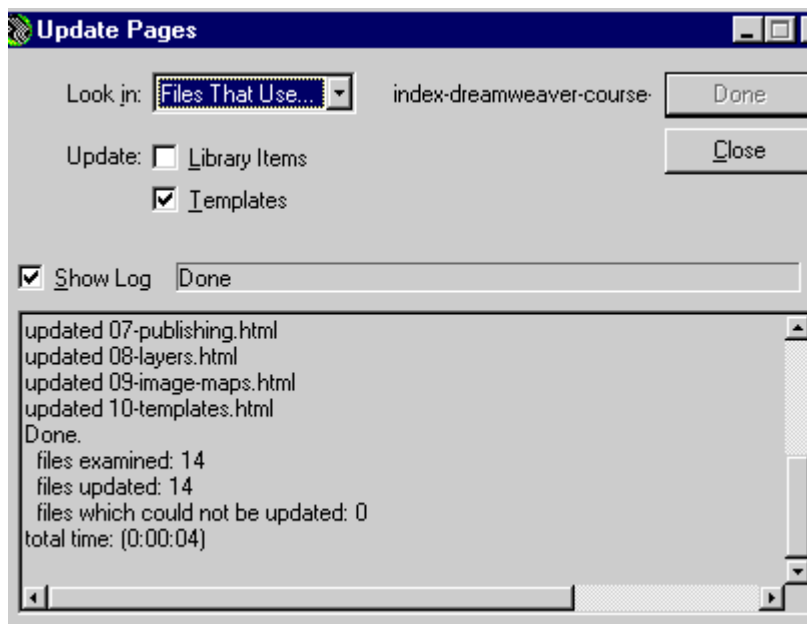 Update Pages
Look in: Files That Use... index-dreamweaver-course- Done
Update: Library Items Close
Templates
Show Log Done
updated 07-publishing.html
updated 08-layers.html
updated 09-image-maps.html
updated 10-templates.html
Done.
files examined: 14
files updated: 14
files which could not be updated: 0
total time: (0:00:04)